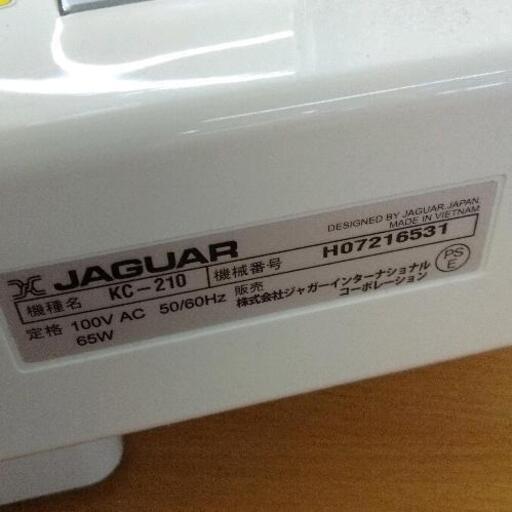 DESIGNED BY JAGUAR, JAPAN.
MADE IN VIETNAM
JAGUAR
機種名 KC-210 機械番号 H07216531
定格 100V AC 50/60Hz
65W
販売
株式会社ジャガーインターナショナル
コーポレーション
PS
E